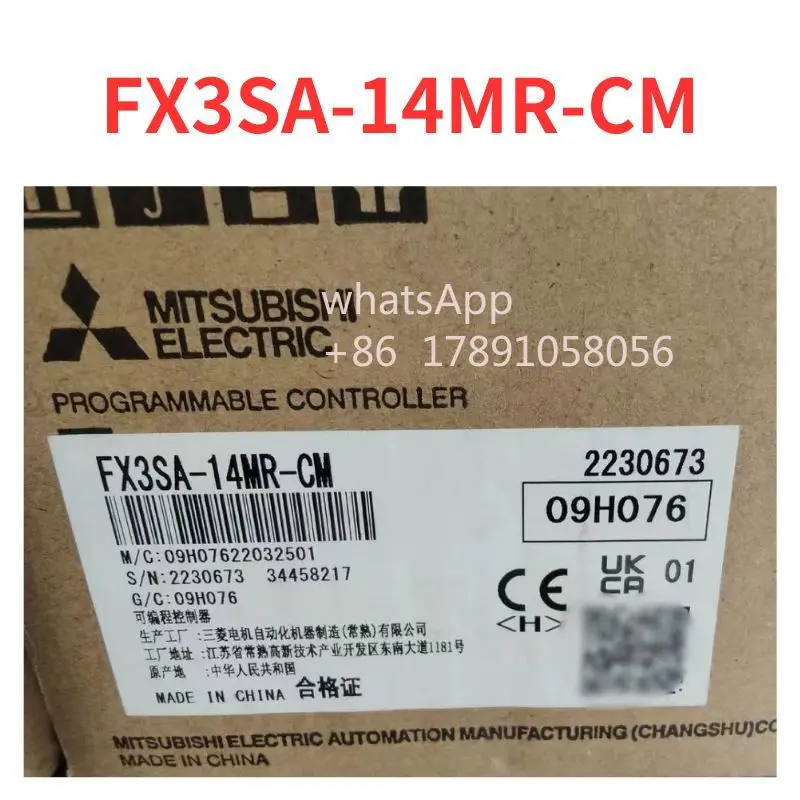 FX3SA-14MR-CM
MITSUBISHI
ELECTRIC
whatsApp
+86 17891058056
PROGRAMMABLE CONTROLLER
FX3SA-14MR-CM
2230673
09H076
M/C:09H07622032501
S/N:2230673 34458217
G/C:09H076
CE
<H>
UK
CA 01
可编程控制器
生产工厂 :三菱电机自动化机器制造(常熟)有限公司
工厂地址 :江苏省常熟高新技术产业开发区东南大道1181号
原产地 :中华人民共和国
MADE IN CHINA 合格证
MITSUBISHI ELECTRIC AUTOMATION MANUFACTURING (CHANGSHU)CO
MADE IN CHINA